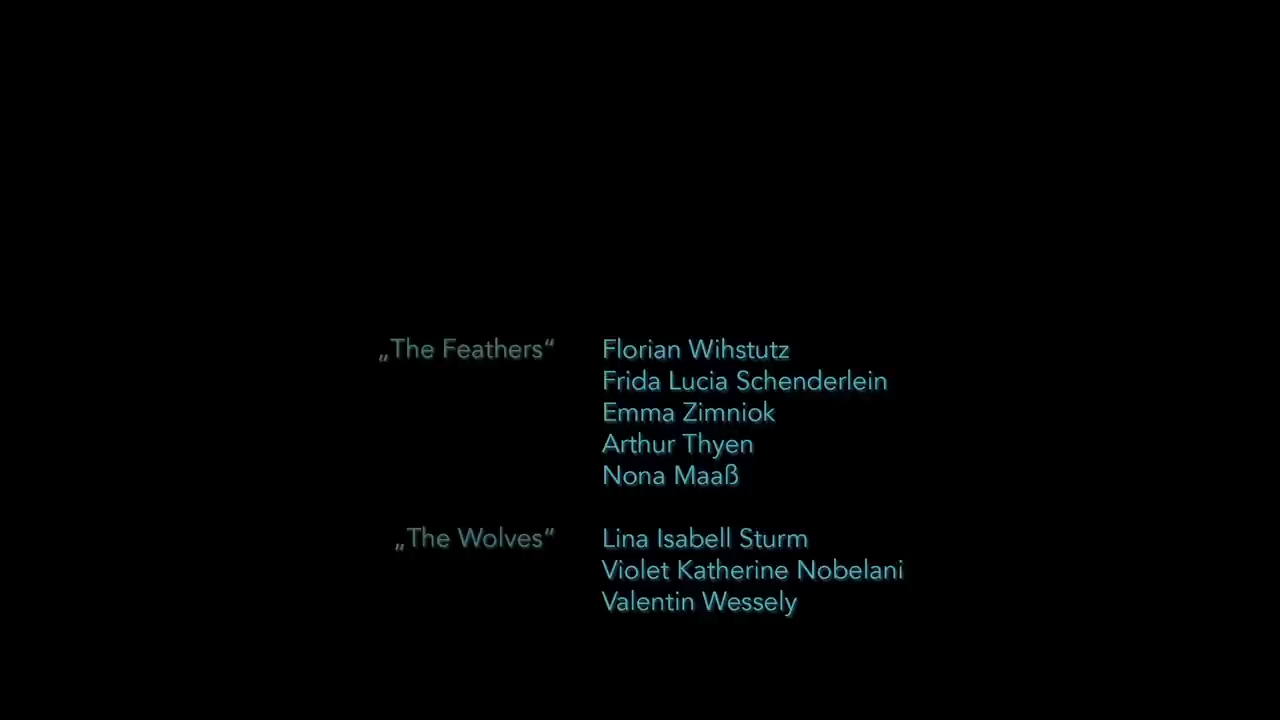 „The Feathers“ Florian Wihstutz
Frida Lucia Schenderlein
Emma Zimniok
Arthur Thyen
Nona Maaß
„The Wolves“ Lina Isabell Sturm
Violet Katherine Nobelani
Valentin Wessely